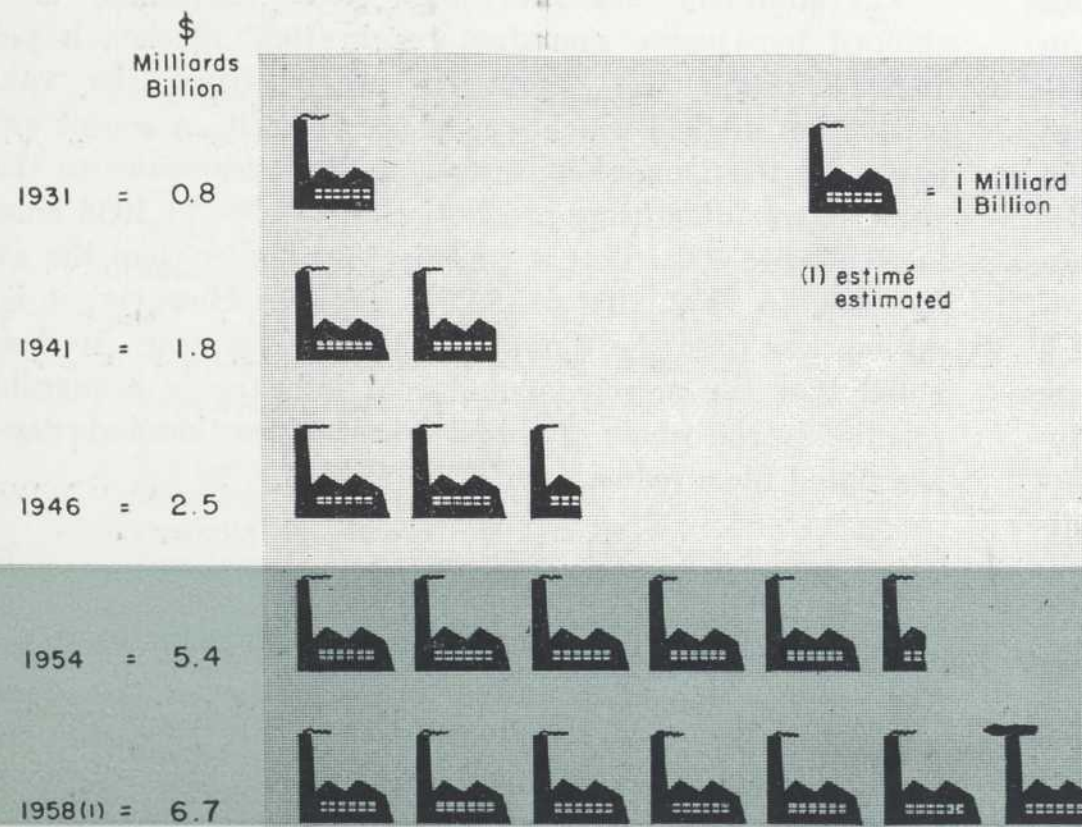 $
Milliards
Billion
1931 = 0.8
= 1 Milliard
1 Billion
(1) estimé
estimated
1941 = 1.8
1946 = 2.5
1954 = 5.4
1958(1) = 6.7